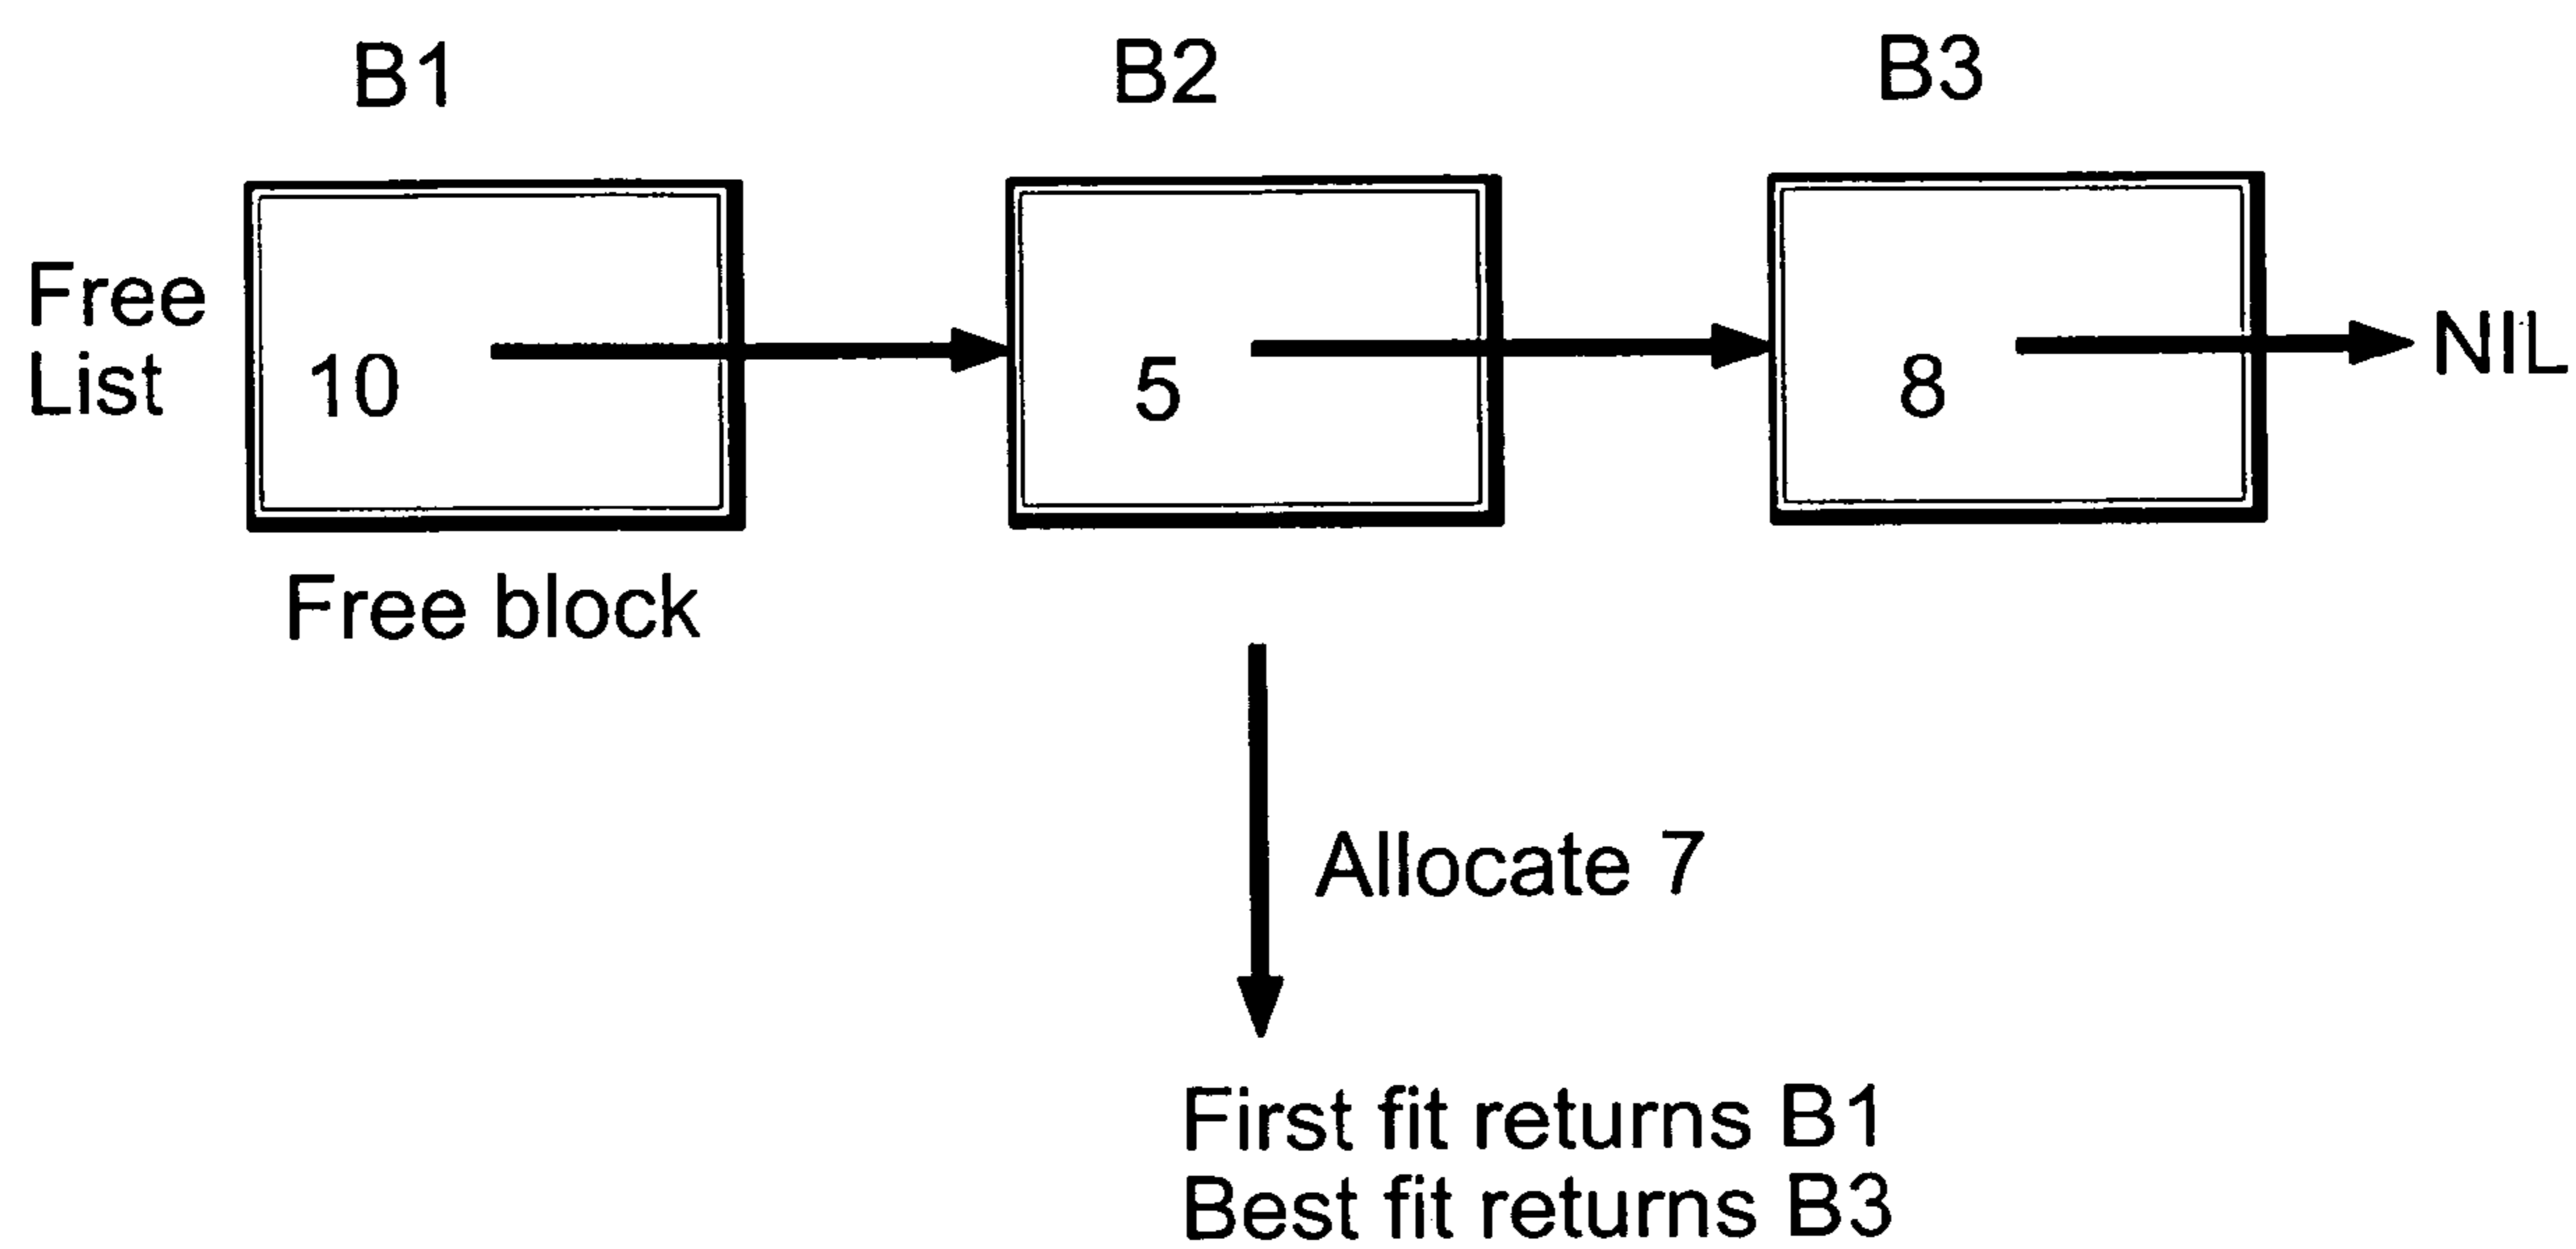 B1
B2
B3
Free
List
10
5
8
NIL
Free block
Allocate 7
First fit returns B1
Best fit returns B3